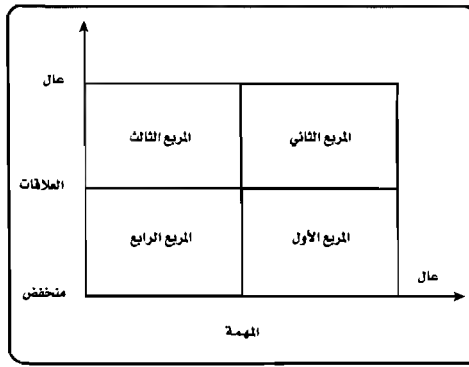 عال
المربع الثاني
المربع الثالث
العلاقات
المربع الأول
المربع الرابع
عال
منخفض
المهمة